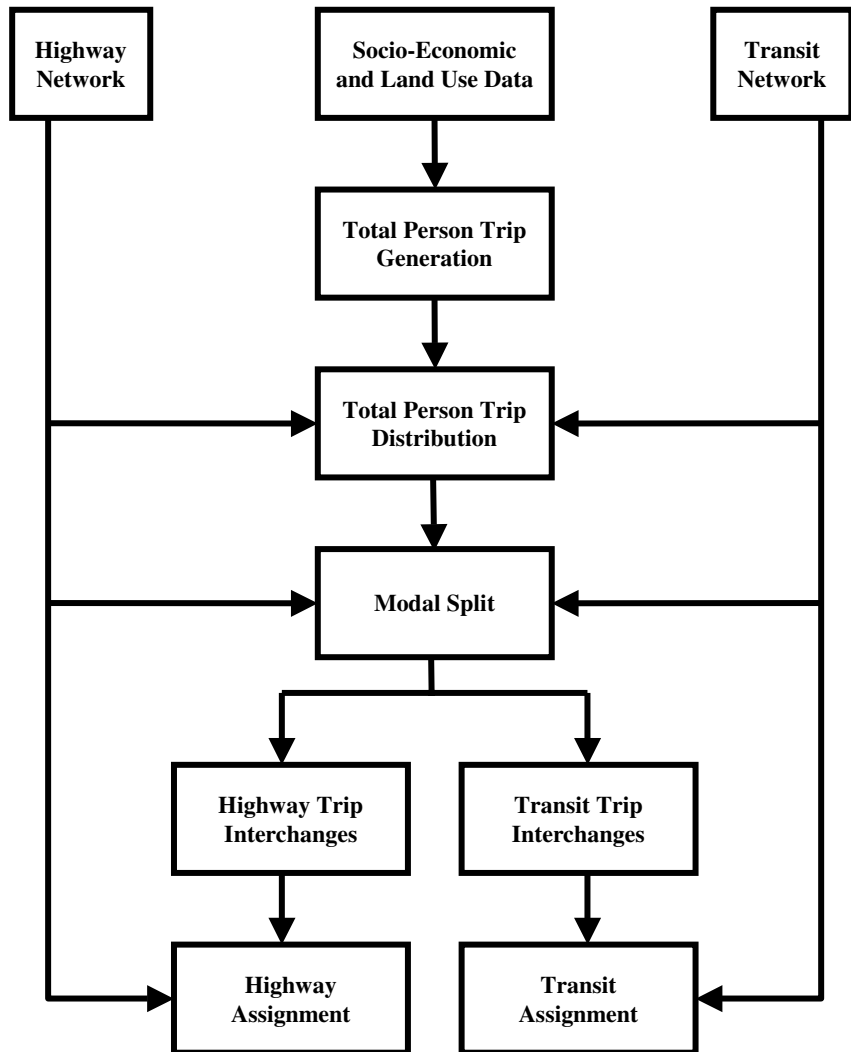 Highway
Network
Socio-Economic
and Land Use Data
Transit
Network
Total Person Trip
Generation
Total Person Trip
Distribution
Modal Split
Highway Trip
Interchanges
Transit Trip
Interchanges
Highway
Assignment
Transit
Assignment